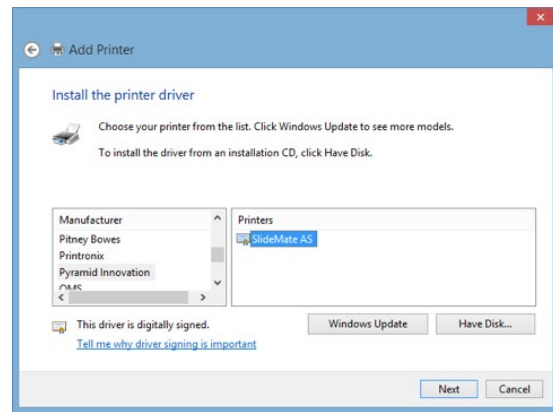 Add Printer
Install the printer driver
Choose your printer from the list. Click Windows Update to see more models.
To install the driver from an installation CD, click Have Disk.
Manufacturer
Pitney Bowes
Printronix
Pyramid Innovation
QMS
Printers
SlideMate AS
This driver is digitally signed.
Tell me why driver signing is important
Windows Update
Have Disk...
Next
Cancel